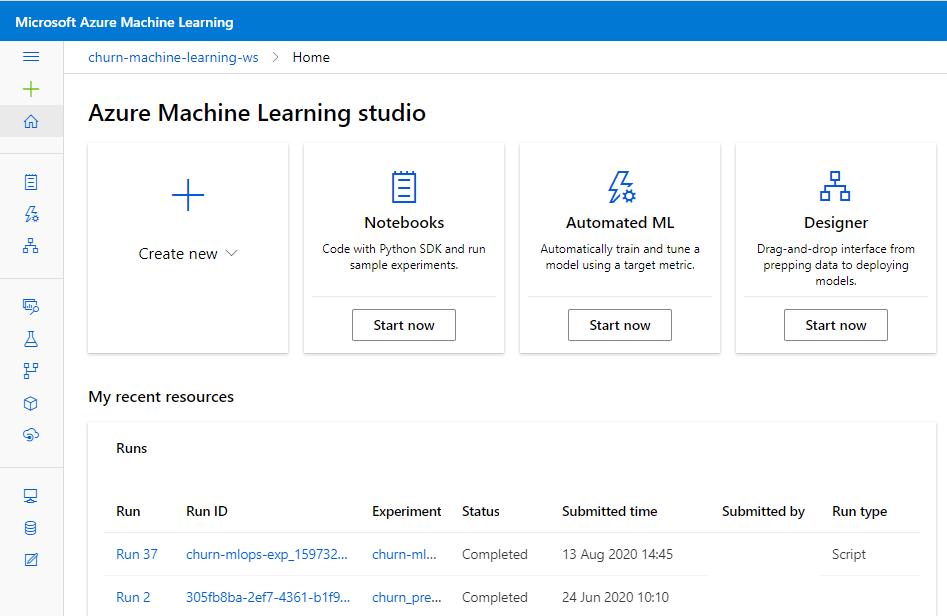 Microsoft Azure Machine Learning
churn-machine-learning-ws > Home
Azure Machine Learning studio
Create new
Notebooks
Code with Python SDK and run
sample experiments.
Start now
Automated ML
Automatically train and tune a
model using a target metric.
Start now
Designer
Drag-and-drop interface from
prepping data to deploying
models.
Start now
My recent resources
Runs
Run Run ID Experiment Status Submitted time Submitted by Run type
Run 37 churn-mlops-exp_159732... churn-ml... Completed 13 Aug 2020 14:45 Script
Run 2 305fb8ba-2ef7-4361-b1f9... churn_pre... Completed 24 Jun 2020 10:10